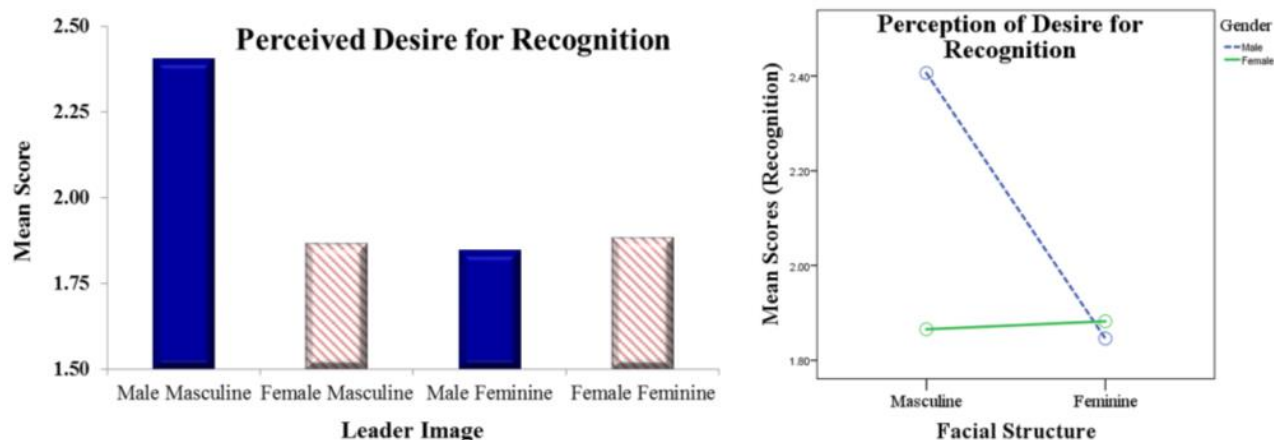 Perceived Desire for Recognition
Mean Score
2.50
2.25
2.00
1.75
1.50
Male Masculine Female Masculine Male Feminine Female Feminine
Leader Image
Perception of Desire for
Recognition
Gender
Male
Female
Mean Scores (Recognition)
2.40
2.20
2.00
1.80
Masculine Feminine
Facial Structure